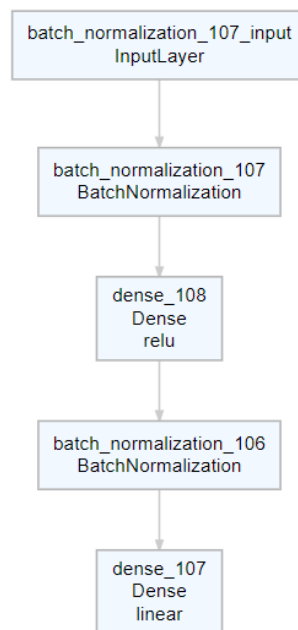 batch_normalization_107_input
InputLayer
batch_normalization_107
BatchNormalization
dense_108
Dense
relu
batch_normalization_106
BatchNormalization
dense_107
Dense
linear